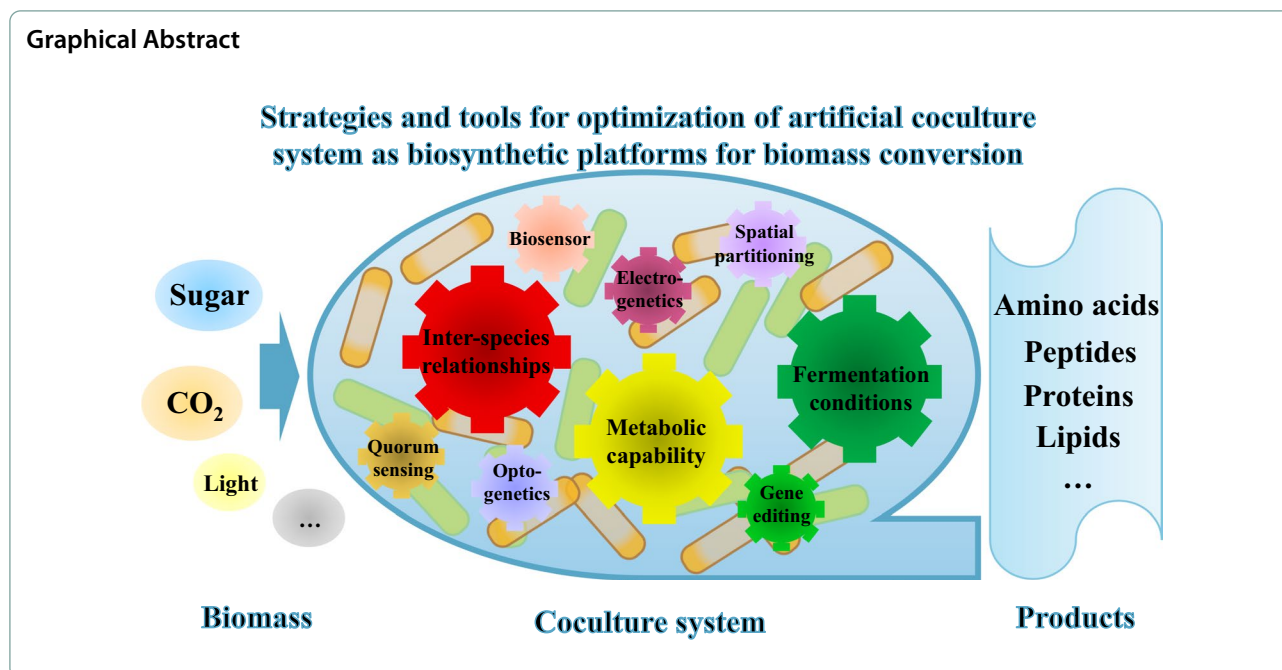 Graphical Abstract
Strategies and tools for optimization of artificial coculture
system as biosynthetic platforms for biomass conversion
Sugar
CO₂
Light
...
Biomass
Biosensor
Electro-
genetics
Spatial
partitioning
Inter-species
relationships
Metabolic
capability
Fermentation
conditions
Quorum
sensing
Opto-
genetics
Gene
editing
Coculture system
Amino acids
Peptides
Proteins
Lipids
...
Products